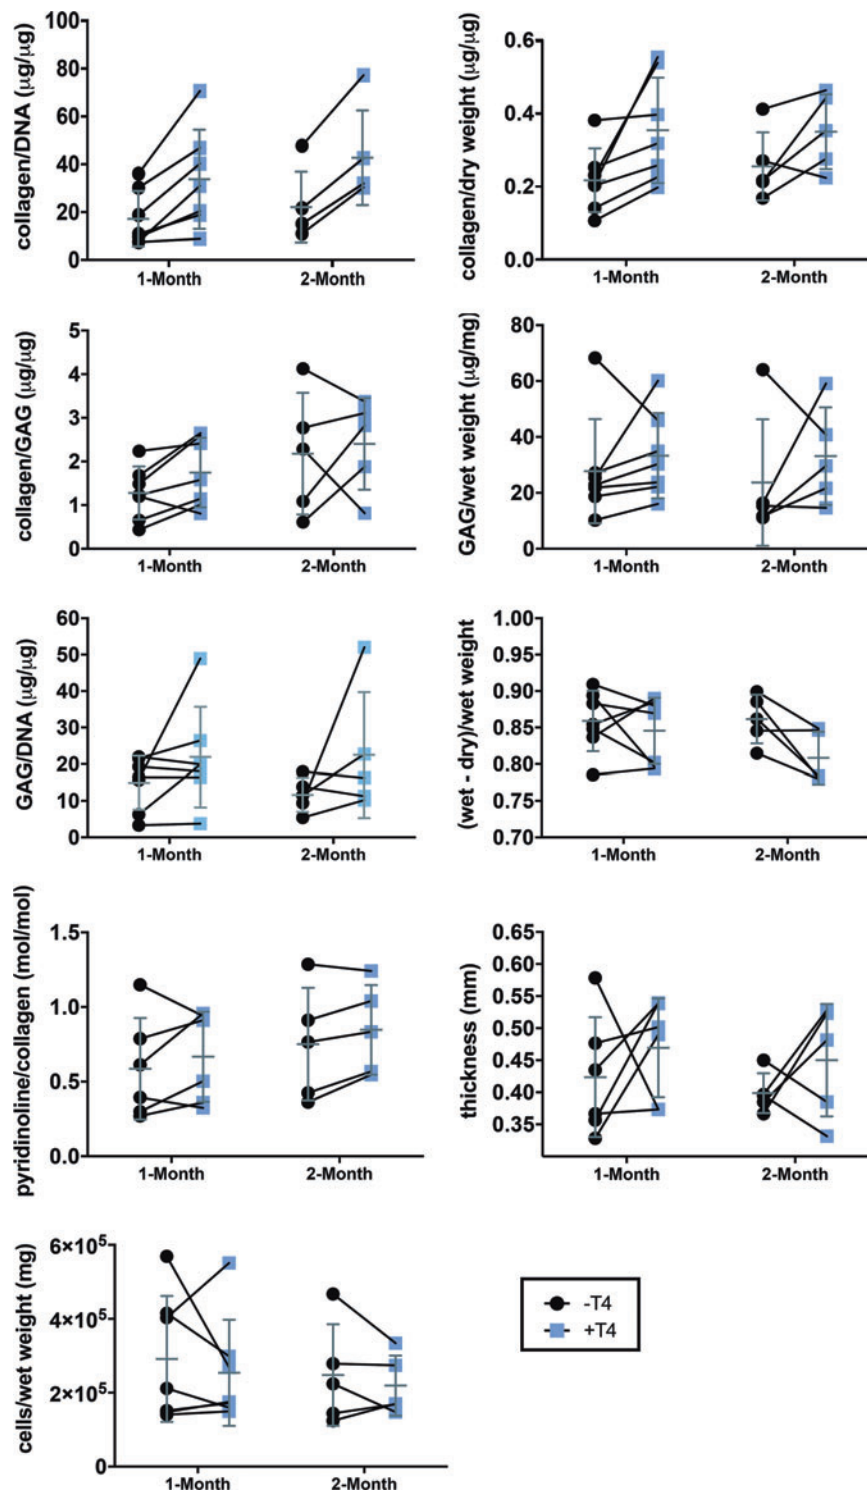 collagen/DNA (μg/μg)
100
80
60
40
20
0
1-Month
2-Month
collagen/dry weight (μg/μg)
0.6
0.4
0.2
0.0
1-Month
2-Month
collagen/GAG (μg/μg)
5
4
3
2
1
0
1-Month
2-Month
GAG/wet weight (μg/mg)
80
60
40
20
0
1-Month
2-Month
GAG/DNA (μg/μg)
60
50
40
30
20
10
0
1-Month
2-Month
(wet - dry)/wet weight
1.00
0.95
0.90
0.85
0.80
0.75
0.70
1-Month
2-Month
pyridinoline/collagen (mol/mol)
1.5
1.0
0.5
0.0
1-Month
2-Month
thickness (mm)
0.65
0.60
0.55
0.50
0.45
0.40
0.35
1-Month
2-Month
cells/wet weight (mg)
6×10⁵
4×10⁵
2×10⁵
0
1-Month
2-Month
-T4
+T4